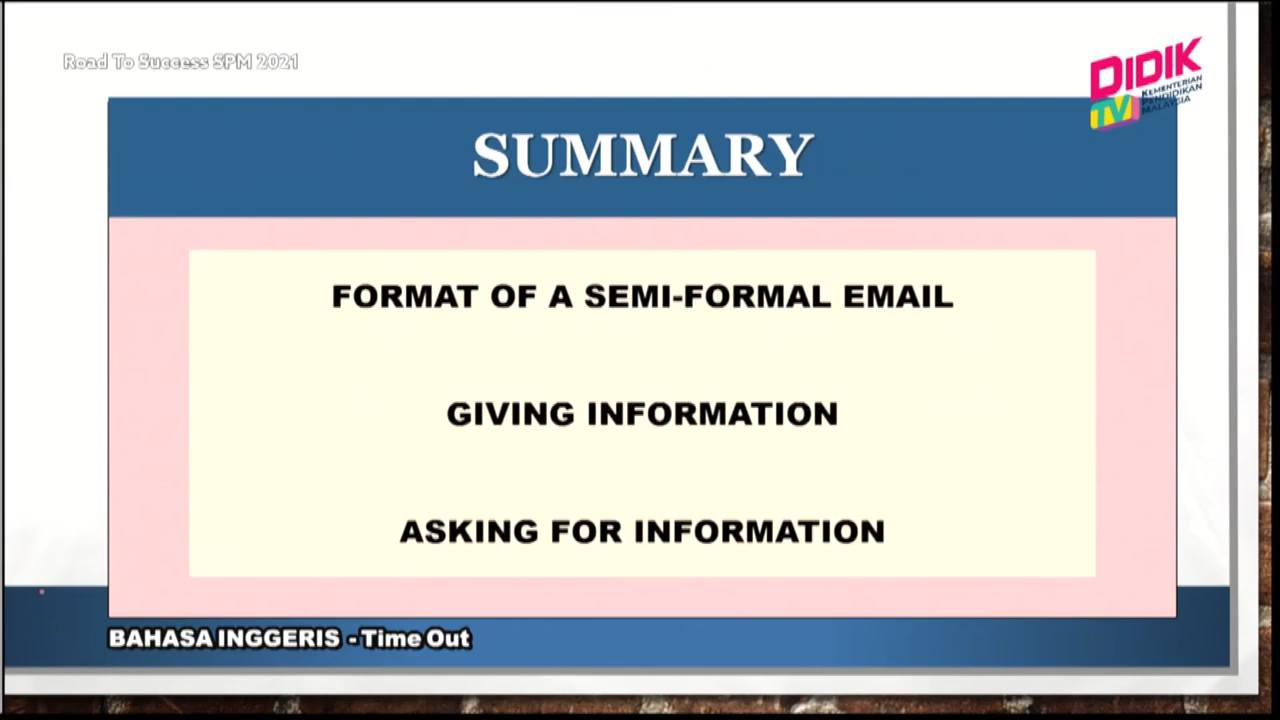 Road To Success SPM 2021
DIDIK
TV
KEMENTERIAN
PENDIDIKAN
MALAYSIA
SUMMARY
FORMAT OF A SEMI-FORMAL EMAIL
GIVING INFORMATION
ASKING FOR INFORMATION
BAHASA INGGERIS - Time Out